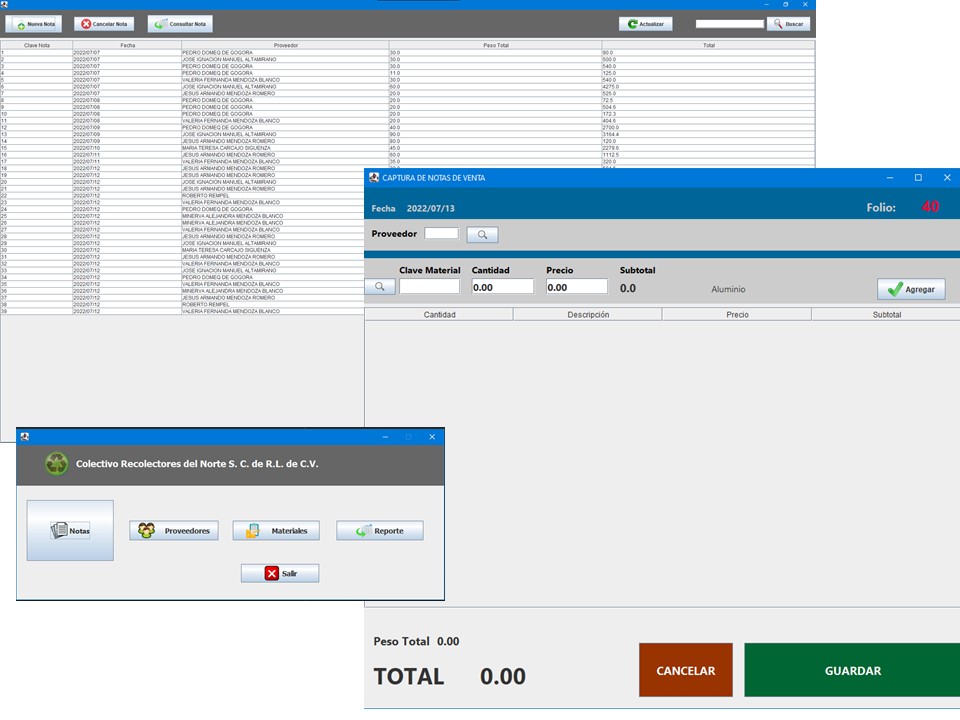 Nueva Nota Cancelar Nota Consultar Nota Actualizar Buscar
Clave Nota Fecha Proveedor Peso Total Total
1 2022/07/07 PEDRO DOMEQ DE GOGORA 30.0 90.0
2 2022/07/07 JOSE IGNACION MANUEL ALTAMIRANO 30.0 600.0
3 2022/07/07 PEDRO DOMEQ DE GOGORA 30.0 540.0
4 2022/07/07 PEDRO DOMEQ DE GOGORA 11.0 125.0
5 2022/07/07 VALERIA FERNANDA MENDOZA BLANCO 30.0 540.0
6 2022/07/07 JOSE IGNACION MANUEL ALTAMIRANO 60.0 4275.0
7 2022/07/07 JESUS ARMANDO MENDOZA ROMERO 20.0 525.0
8 2022/07/08 PEDRO DOMEQ DE GOGORA 20.0 72.5
9 2022/07/08 PEDRO DOMEQ DE GOGORA 20.0 504.6
10 2022/07/08 PEDRO DOMEQ DE GOGORA 20.0 172.3
11 2022/07/08 VALERIA FERNANDA MENDOZA BLANCO 20.0 404.6
12 2022/07/09 PEDRO DOMEQ DE GOGORA 40.0 2700.0
13 2022/07/09 JOSE IGNACION MANUEL ALTAMIRANO 90.0 3164.4
14 2022/07/09 JESUS ARMANDO MENDOZA ROMERO 80.0 120.0
15 2022/07/10 MARIA TERESA CARCAJO SIGUENZA 45.0 2279.6
16 2022/07/11 JESUS ARMANDO MENDOZA ROMERO 60.0 1112.5
17 2022/07/11 VALERIA FERNANDA MENDOZA BLANCO 35.0 320.0
18 2022/07/12 JESUS ARMANDO MENDOZA ROMERO
19 2022/07/12 JESUS ARMANDO MENDOZA ROMERO
20 2022/07/12 JOSE IGNACION MANUEL ALTAMIRANO
21 2022/07/12 JESUS ARMANDO MENDOZA ROMERO
22 2022/07/12 ROBERTO REMPEL
23 2022/07/12 VALERIA FERNANDA MENDOZA BLANCO
24 2022/07/12 PEDRO DOMEQ DE GOGORA
25 2022/07/12 MINERVA ALEJANDRA MENDOZA BLANCO
26 2022/07/12 MINERVA ALEJANDRA MENDOZA BLANCO
27 2022/07/12 VALERIA FERNANDA MENDOZA BLANCO
28 2022/07/12 JESUS ARMANDO MENDOZA ROMERO
29 2022/07/12 JOSE IGNACION MANUEL ALTAMIRANO
30 2022/07/12 MARIA TERESA CARCAJO SIGUENZA
31 2022/07/12 JESUS ARMANDO MENDOZA ROMERO
32 2022/07/12 VALERIA FERNANDA MENDOZA BLANCO
33 2022/07/12 JOSE IGNACION MANUEL ALTAMIRANO
34 2022/07/12 PEDRO DOMEQ DE GOGORA
35 2022/07/12 VALERIA FERNANDA MENDOZA BLANCO
36 2022/07/12 MINERVA ALEJANDRA MENDOZA BLANCO
37 2022/07/12 JESUS ARMANDO MENDOZA ROMERO
38 2022/07/12 ROBERTO REMPEL
39 2022/07/12 VALERIA FERNANDA MENDOZA BLANCO
CAPTURA DE NOTAS DE VENTA
Fecha 2022/07/13 Folio: 40
Proveedor
Clave Material Cantidad Precio Subtotal
0.00 0.00 0.0 Aluminio Agregar
Cantidad Descripción Precio Subtotal
Peso Total 0.00
TOTAL 0.00 CANCELAR GUARDAR
Colectivo Recolectores del Norte S. C. de R.L. de C.V.
Notas Proveedores Materiales Reporte
Salir